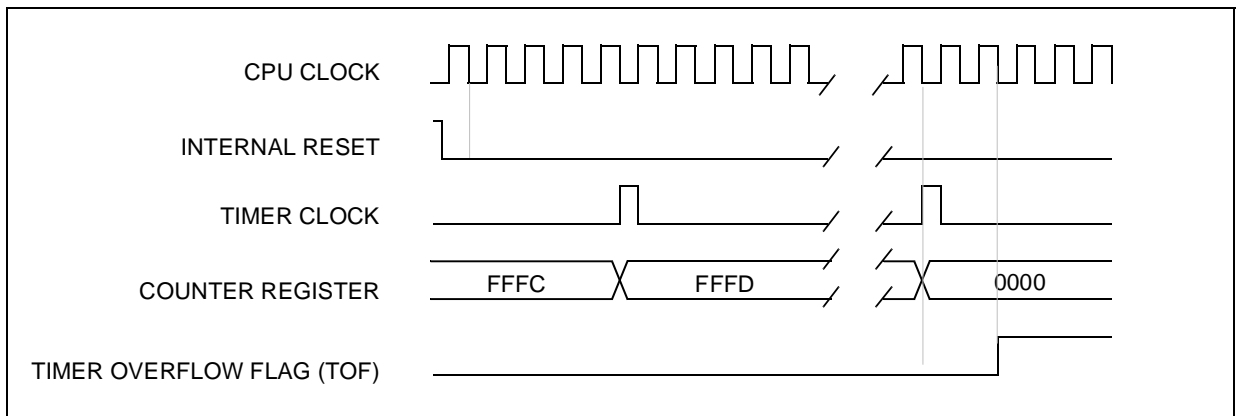 CPU CLOCK
INTERNAL RESET
TIMER CLOCK
COUNTER REGISTER FFFC FFFD 0000
TIMER OVERFLOW FLAG (TOF)